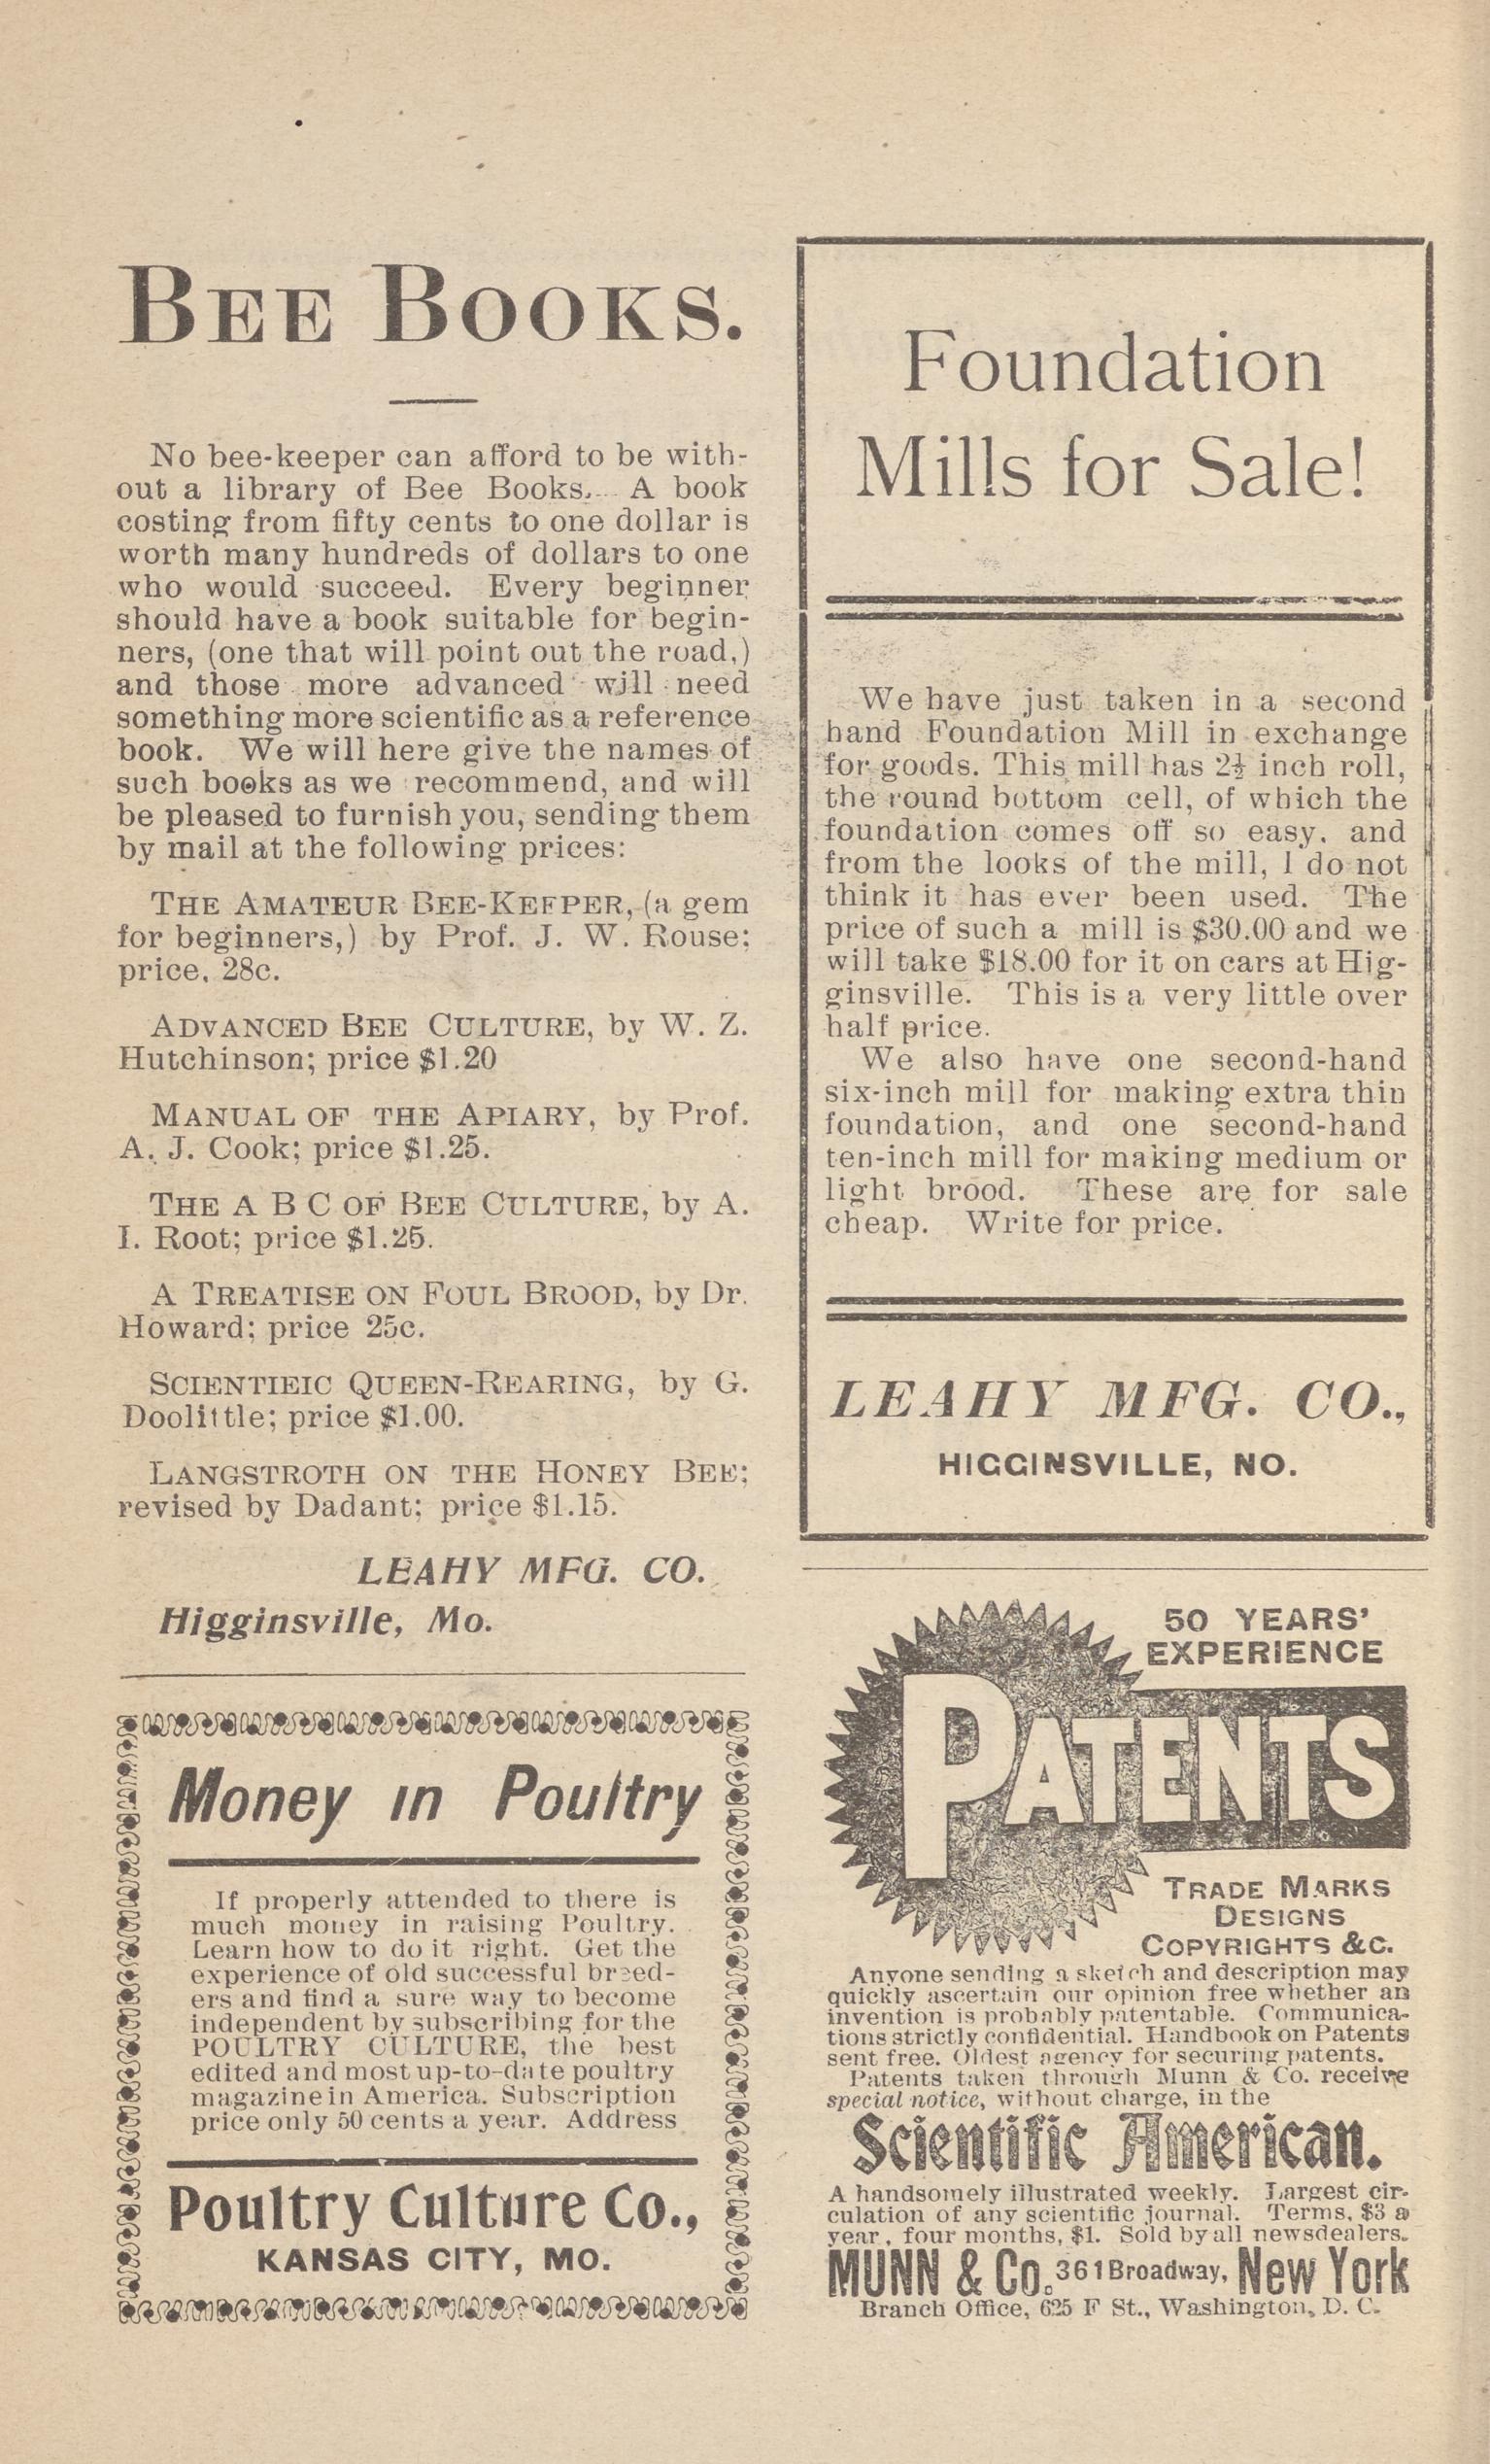 BEE BOOKS.
No bee-keeper can afford to be with-
out a library of Bee Books. A book
costing from fifty cents to one dollar is
worth many hundreds of dollars to one
who would succeed. Every beginner
should have a book suitable for begin-
ners, (one that will point out the road,)
and those more advanced will need
something more scientific as a reference
book. We will here give the names of
such books as we recommend, and will
be pleased to furnish you, sending them
by mail at the following prices:
THE AMATEUR BEE-KEEPER, (a gem
for beginners,) by Prof. J. W. Rouse;
price, 28c.
ADVANCED BEE CULTURE, by W. Z.
Hutchinson; price $1.20
MANUAL OF THE APIARY, by Prof.
A. J. Cook; price $1.25.
THE A B C OF BEE CULTURE, by A.
I. Root; price $1.25.
A TREATISE ON FOUL BROOD, by Dr.
Howard; price 25c.
SCIENTIEIC QUEEN-REARING, by G.
Doolittle; price $1.00.
LANGSTROTH ON THE HONEY BEE;
revised by Dadant; price $1.15.
LEAHY MFG. CO.
Higginsville, Mo.
Money in Poultry
If properly attended to there is
much money in raising Poultry.
Learn how to do it right. Get the
experience of old successful breed-
ers and find a sure way to become
independent by subscribing for the
POULTRY CULTURE, the best
edited and most up-to-date poultry
magazine in America. Subscription
price only 50 cents a year. Address
Poultry Culture Co.,
KANSAS CITY, MO.
Foundation
Mills for Sale!
We have just taken in a second
hand Foundation Mill in exchange
for goods. This mill has 2½ inch roll,
the round bottom cell, of which the
foundation comes off so easy, and
from the looks of the mill, I do not
think it has ever been used. The
price of such a mill is $30.00 and we
will take $18.00 for it on cars at Hig-
ginsville. This is a very little over
half price.
We also have one second-hand
six-inch mill for making extra thin
foundation, and one second-hand
ten-inch mill for making medium or
light brood. These are for sale
cheap. Write for price.
LEAHY MFG. CO.,
HIGGINSVILLE, NO.
50 YEARS'
EXPERIENCE
PATENTS
TRADE MARKS
DESIGNS
COPYRIGHTS &C.
Anyone sending a sketch and description may
quickly ascertain our opinion free whether an
invention is probably patentable. Communica-
tions strictly confidential. Handbook on Patents
sent free. Oldest agency for securing patents.
Patents taken through Munn & Co. receive
special notice, without charge, in the
Scientific American.
A handsomely illustrated weekly. Largest cir-
culation of any scientific journal. Terms, $3 a
year, four months, $1. Sold by all newsdealers.
MUNN & Co. 361 Broadway, New York
Branch Office, 625 F St., Washington, D. C.